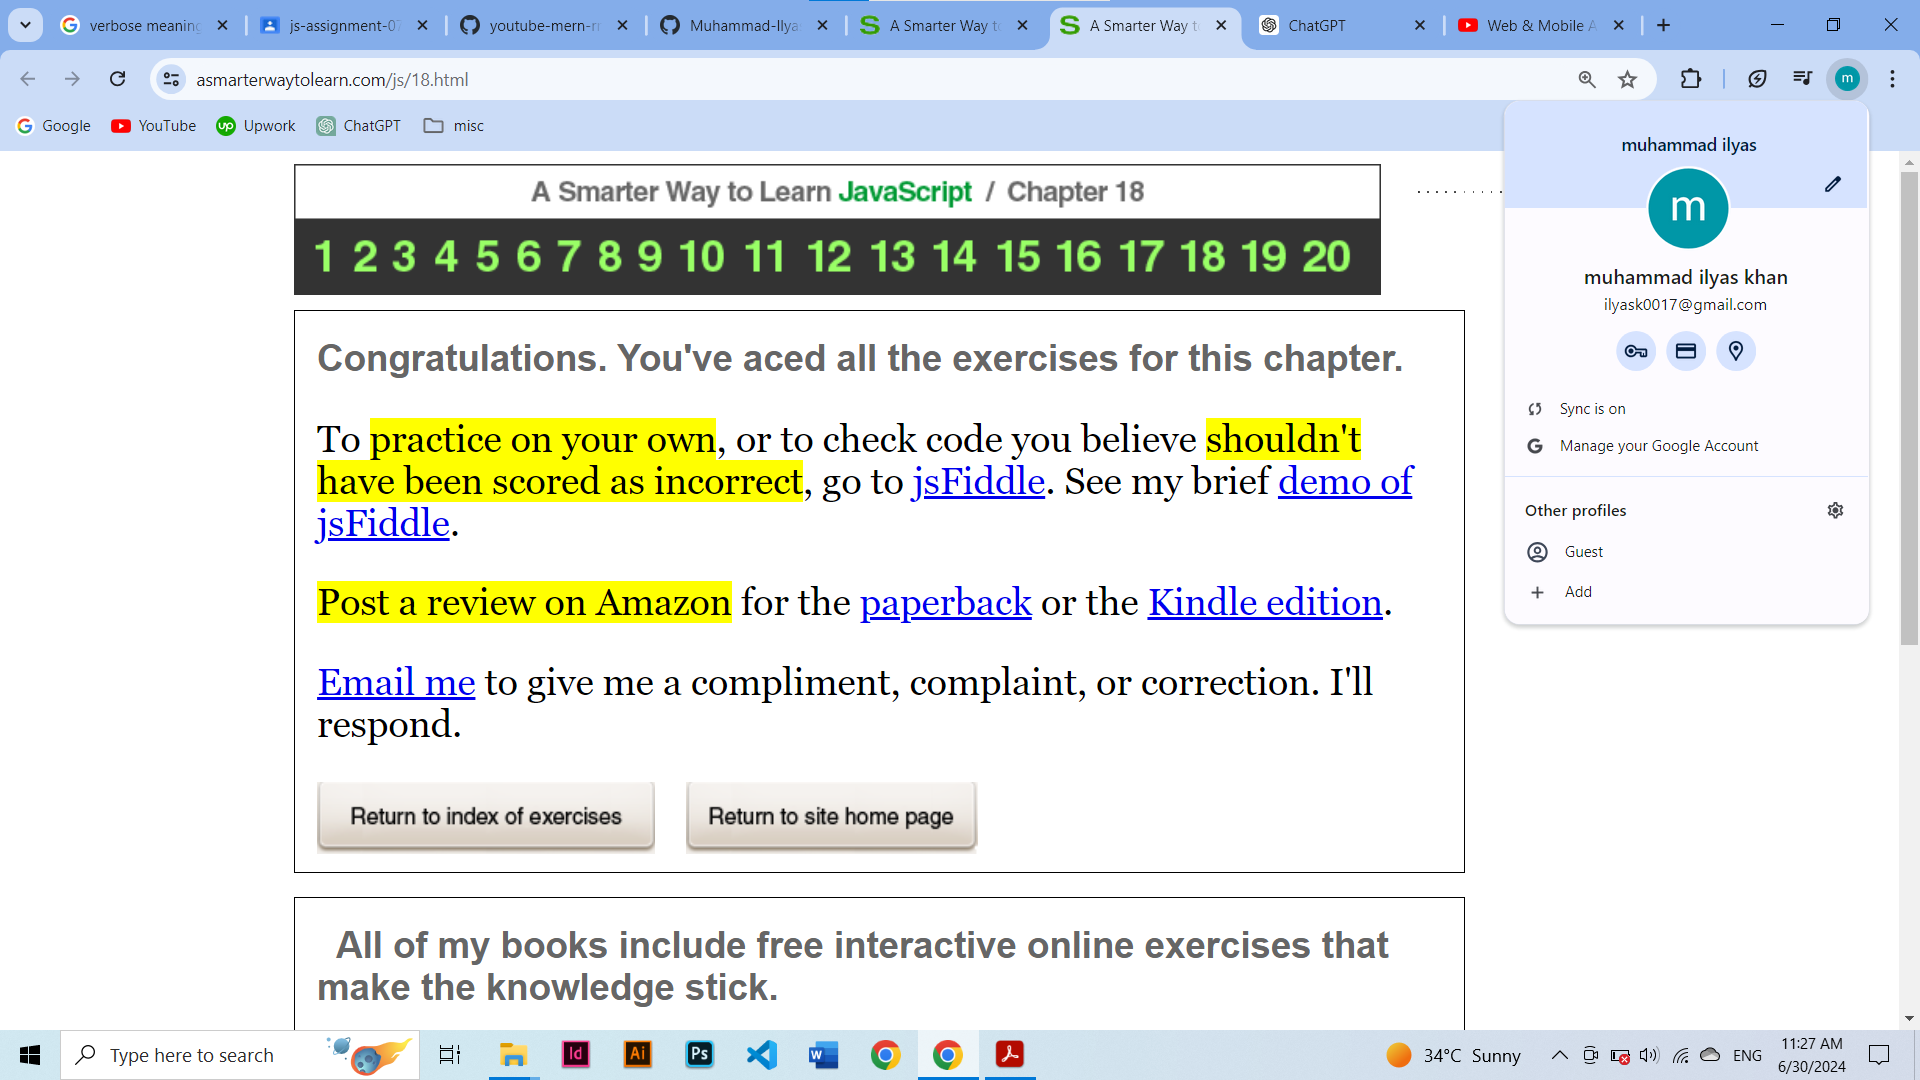 verbose meaning
js-assignment-07
youtube-mern-m
Muhammad-Ilyas
A Smarter Way to
A Smarter Way to
ChatGPT
Web & Mobile A
asmarterwaytolearn.com/js/18.html
m
Google
YouTube
up Upwork
ChatGPT
misc
A Smarter Way to Learn JavaScript / Chapter 18
1 2 3 4 5 6 7 8 9 10 11 12 13 14 15 16 17 18 19 20
Congratulations. You've aced all the exercises for this chapter.
To practice on your own, or to check code you believe shouldn't
have been scored as incorrect, go to jsFiddle. See my brief demo of
jsFiddle.
Post a review on Amazon for the paperback or the Kindle edition.
Email me to give me a compliment, complaint, or correction. I'll
respond.
Return to index of exercises
Return to site home page
All of my books include free interactive online exercises that
make the knowledge stick.
muhammad ilyas
m
muhammad ilyas khan
ilyask0017@gmail.com
Sync is on
Manage your Google Account
Other profiles
Guest
Add
Type here to search
Id
Ai
Ps
W
34°C Sunny
ENG
11:27 AM
6/30/2024